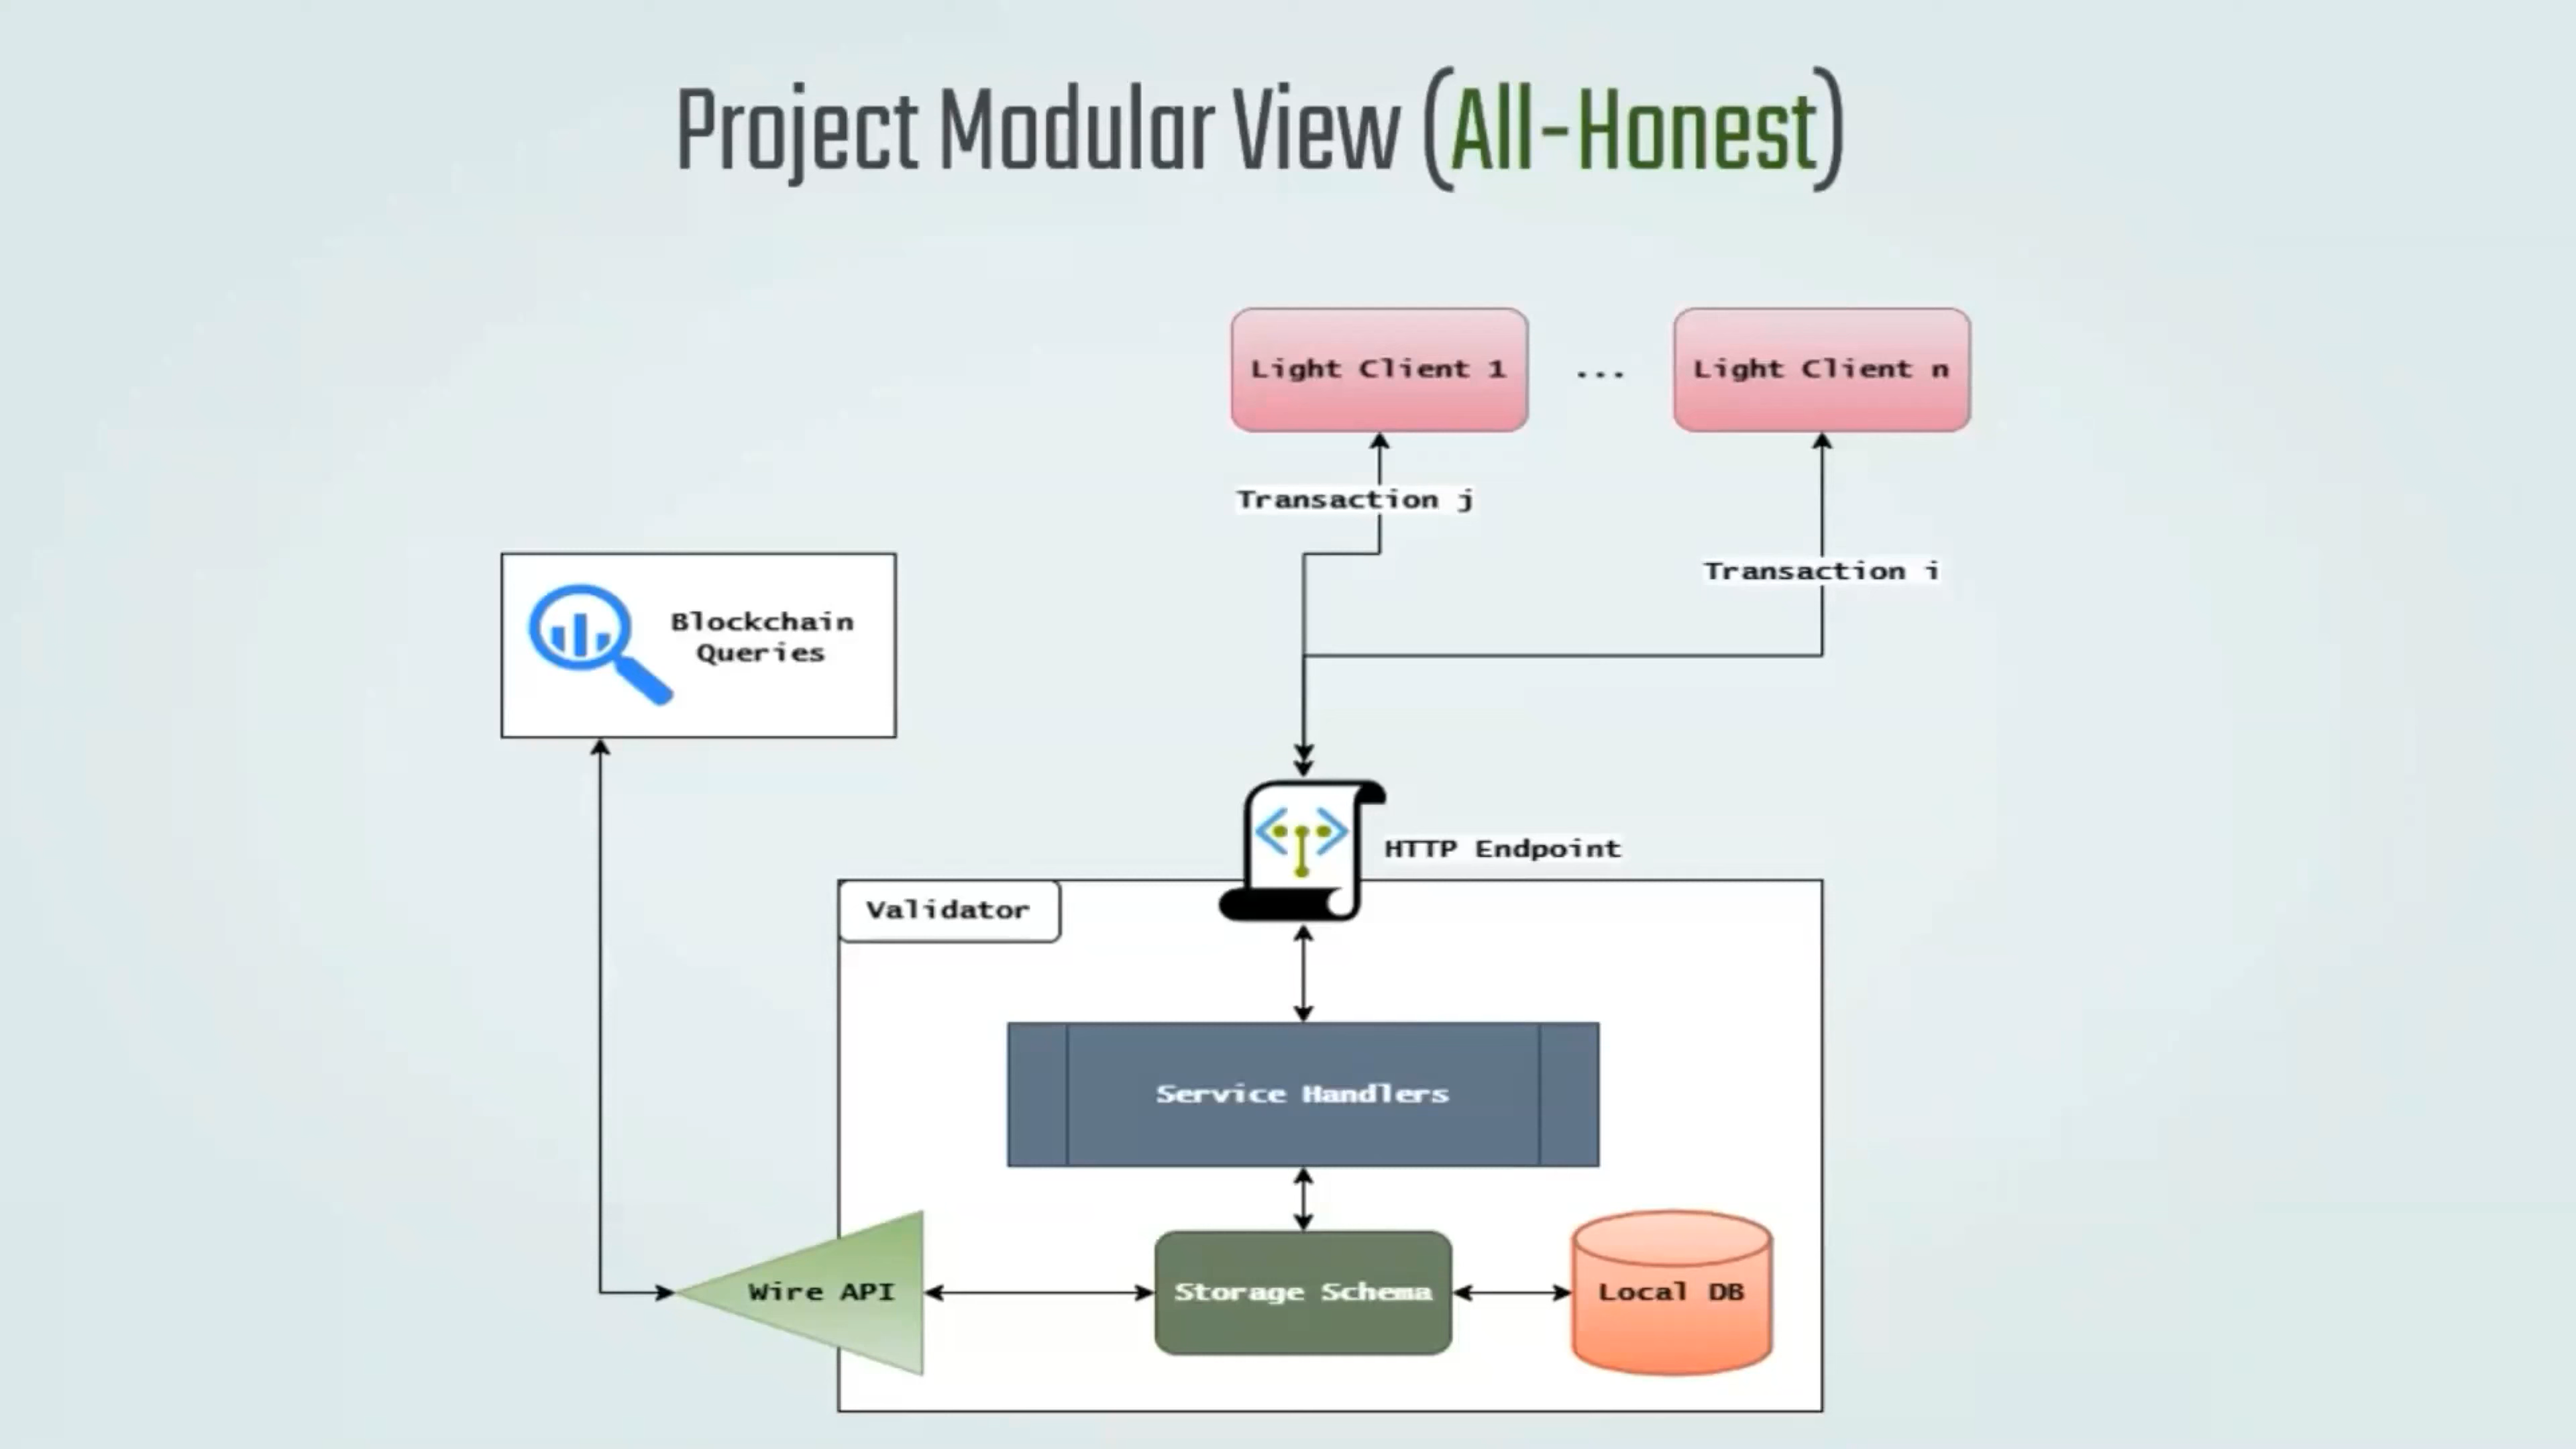 Project Modular View (All-Honest)
Light Client 1
...
Light Client n
Transaction j
Transaction i
Blockchain
Queries
HTTP Endpoint
Validator
Service Handlers
Wire API
Storage Schema
Local DB